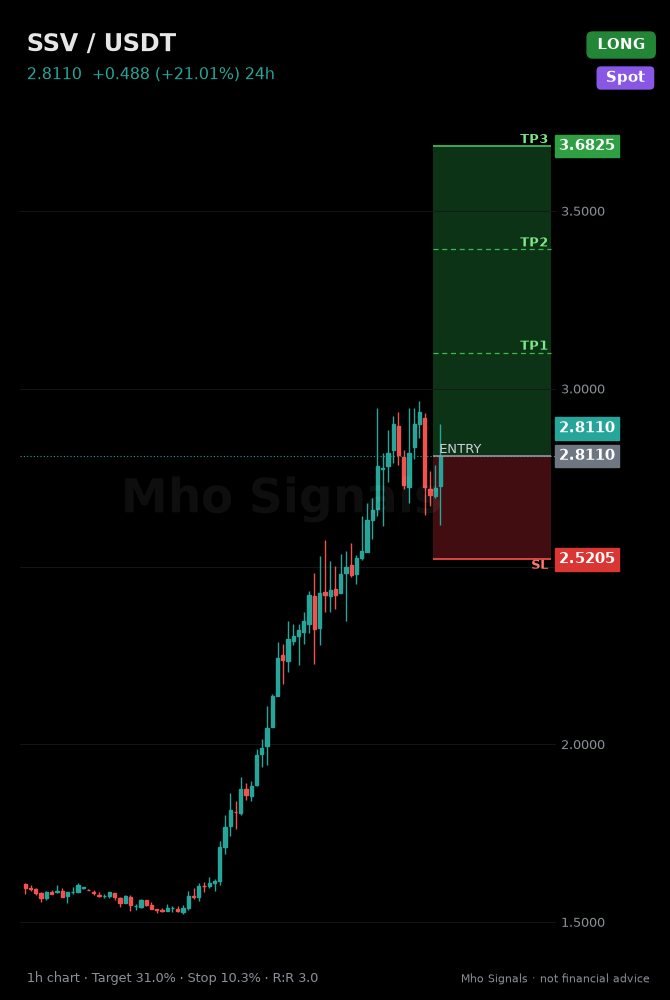 SSV / USDT
LONG
2.8110 +0.488 (+21.01%) 24h
Spot
TP3
3.6825
3.5000
TP2
TP1
3.0000
2.8110
ENTRY
2.8110
Mho Signals
2.5205
SL
2.0000
1.5000
1h chart · Target 31.0% · Stop 10.3% · R:R 3.0
Mho Signals · not financial advice